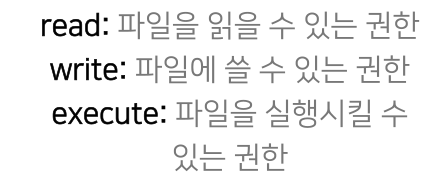 read: 파일을 읽을 수 있는 권한
write: 파일에 쓸 수 있는 권한
execute: 파일을 실행시킬 수
있는 권한